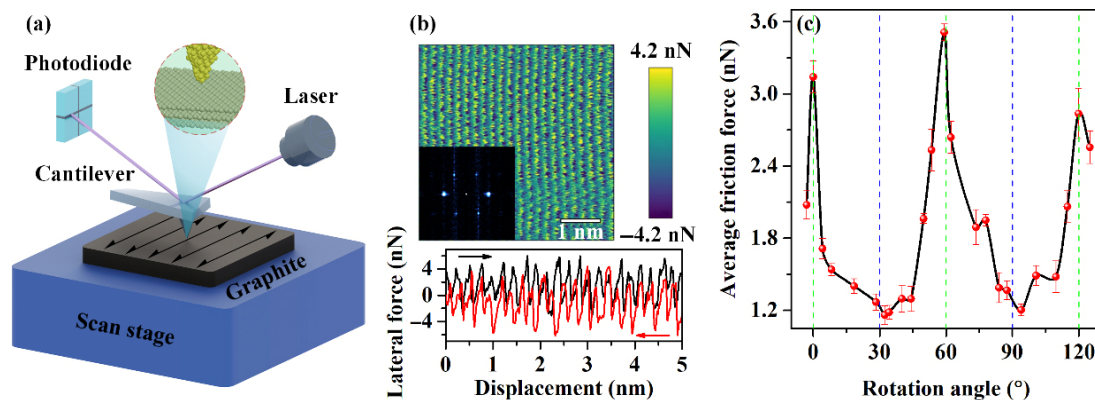 (a)
Photodiode
Laser
Cantilever
Graphite
Scan stage
(b)
4.2 nN
−4.2 nN
1 nm
Lateral force (nN)
4
0
−4
0 1 2 3 4 5
Displacement (nm)
(c)
Average friction force (nN)
3.6
3.0
2.4
1.8
1.2
0 30 60 90 120
Rotation angle (°)